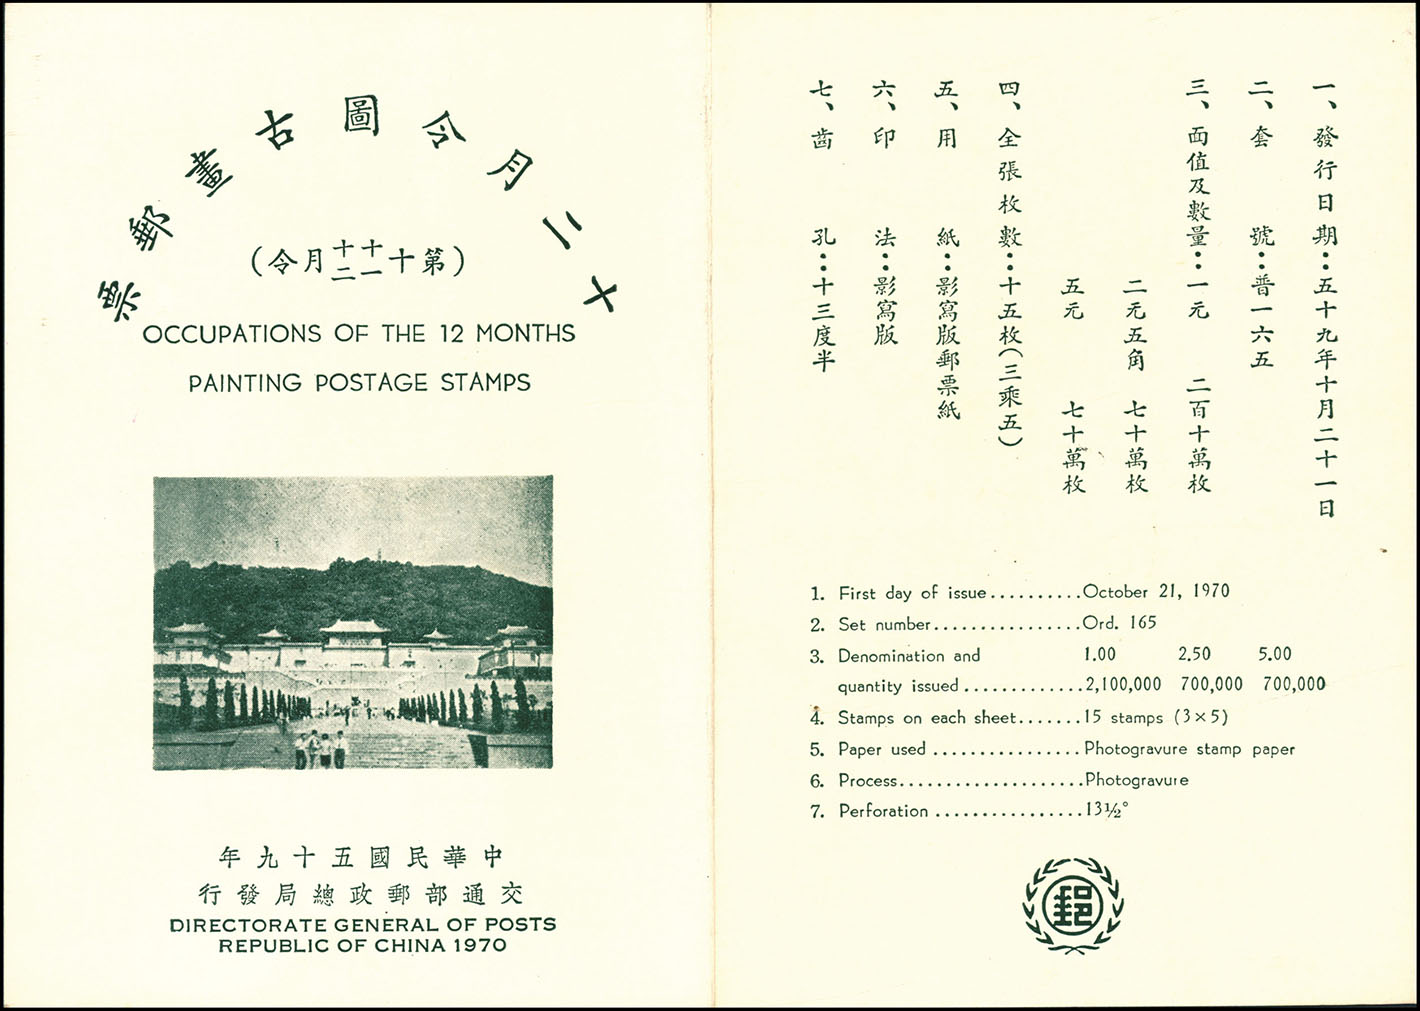 十二月令圖古畫郵票
(第十十一十二月令)
OCCUPATIONS OF THE 12 MONTHS
PAINTING POSTAGE STAMPS
中華民國五十九年
交通部郵政總局發行
DIRECTORATE GENERAL OF POSTS
REPUBLIC OF CHINA 1970
一、發行日期：五十九年十月二十一日
二、套號：普一六五
三、面值及數量：一元 二百十萬枚
二元五角 七十萬枚
五元 七十萬枚
四、全張枚數：十五枚(三乘五)
五、用紙：影寫版郵票紙
六、印法：影寫版
七、齒孔：十三度半
1. First day of issue..........October 21, 1970
2. Set number................Ord. 165
3. Denomination and 1.00 2.50 5.00
quantity issued.............2,100,000 700,000 700,000
4. Stamps on each sheet.......15 stamps (3×5)
5. Paper used ................Photogravure stamp paper
6. Process....................Photogravure
7. Perforation ................13½°
郵